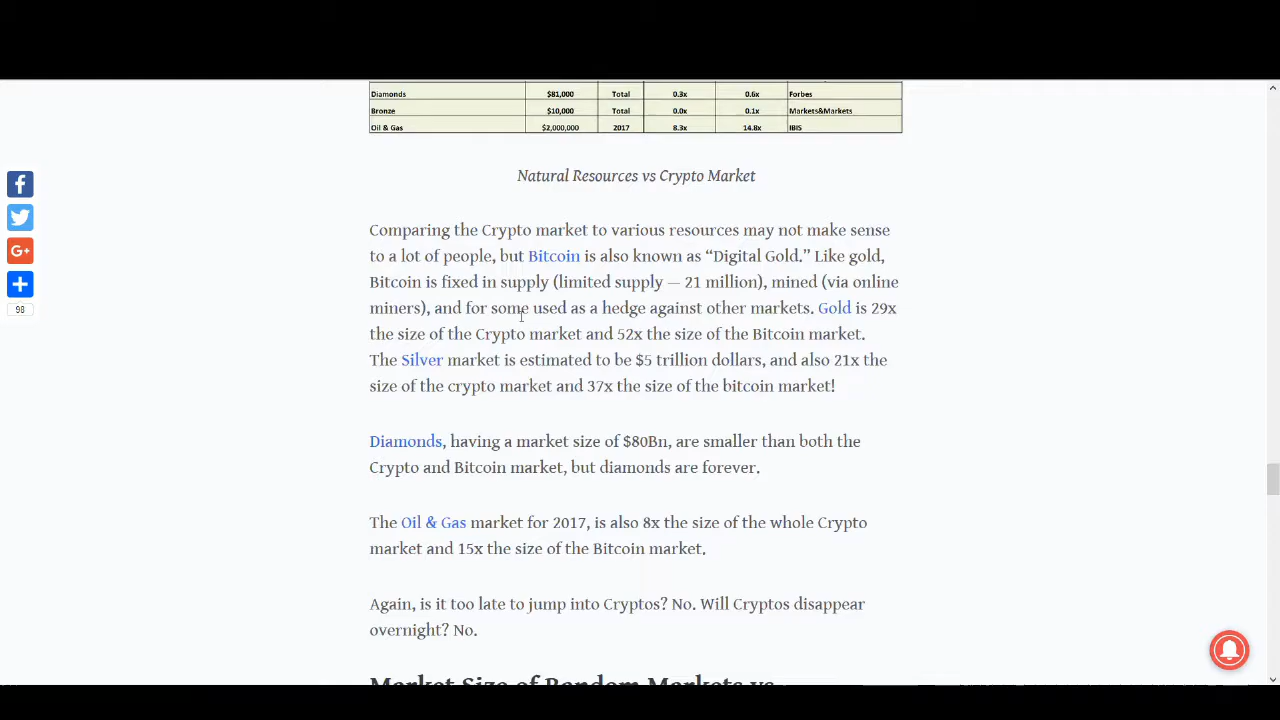 Diamonds $81,000 Total 0.3x 0.6x Forbes
Bronze $10,000 Total 0.0x 0.1x Markets&Markets
Oil & Gas $2,000,000 2017 8.3x 14.8x IBIS
Natural Resources vs Crypto Market
Comparing the Crypto market to various resources may not make sense
to a lot of people, but Bitcoin is also known as “Digital Gold.” Like gold,
Bitcoin is fixed in supply (limited supply — 21 million), mined (via online
miners), and for some used as a hedge against other markets. Gold is 29x
the size of the Crypto market and 52x the size of the Bitcoin market.
The Silver market is estimated to be $5 trillion dollars, and also 21x the
size of the crypto market and 37x the size of the bitcoin market!
Diamonds, having a market size of $80Bn, are smaller than both the
Crypto and Bitcoin market, but diamonds are forever.
The Oil & Gas market for 2017, is also 8x the size of the whole Crypto
market and 15x the size of the Bitcoin market.
Again, is it too late to jump into Cryptos? No. Will Cryptos disappear
overnight? No.
Market Size of Random Markets vs
G+
98